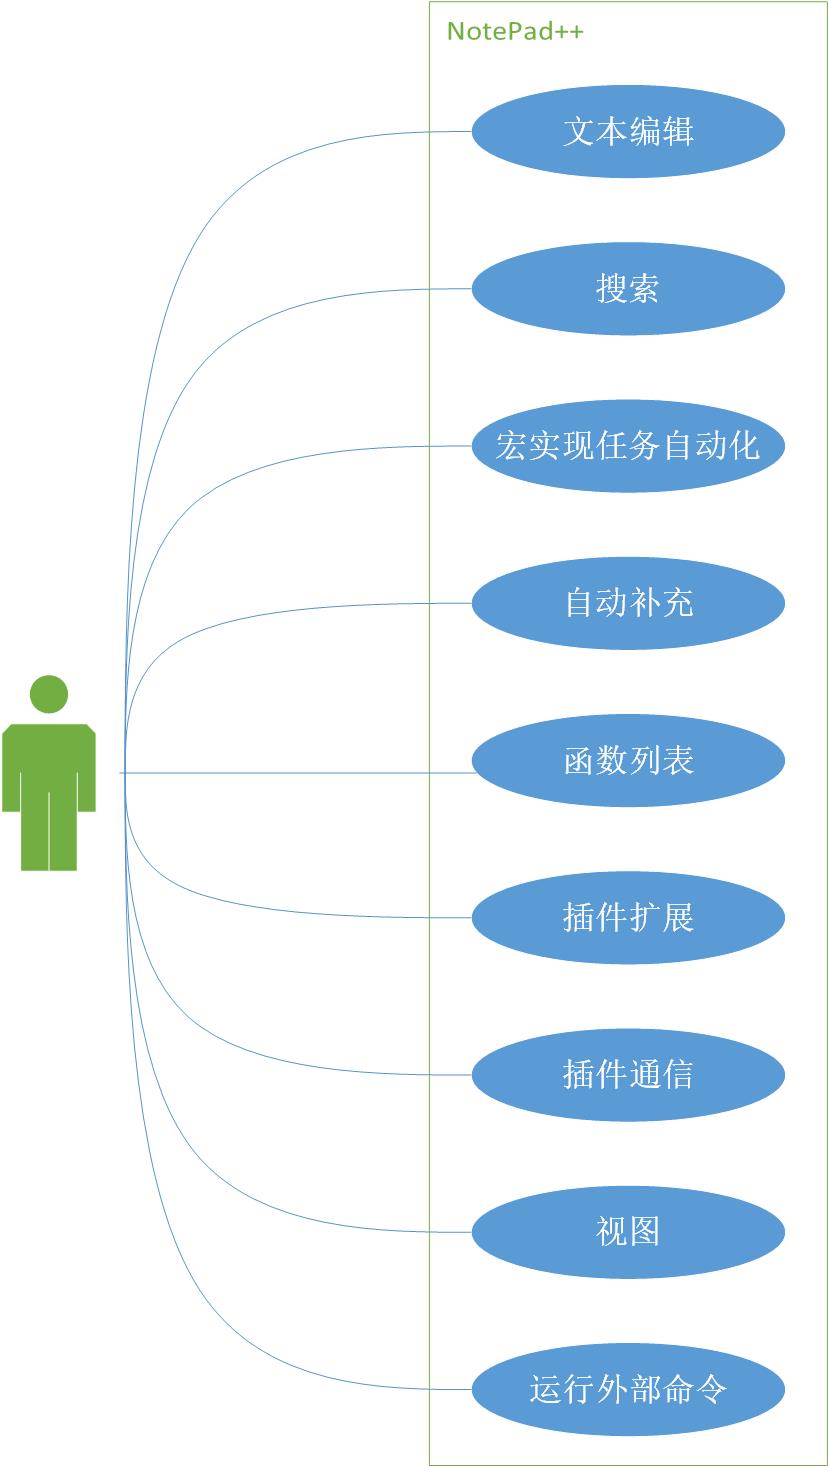 NotePad++
文本编辑
搜索
宏实现任务自动化
自动补充
函数列表
插件扩展
插件通信
视图
运行外部命令